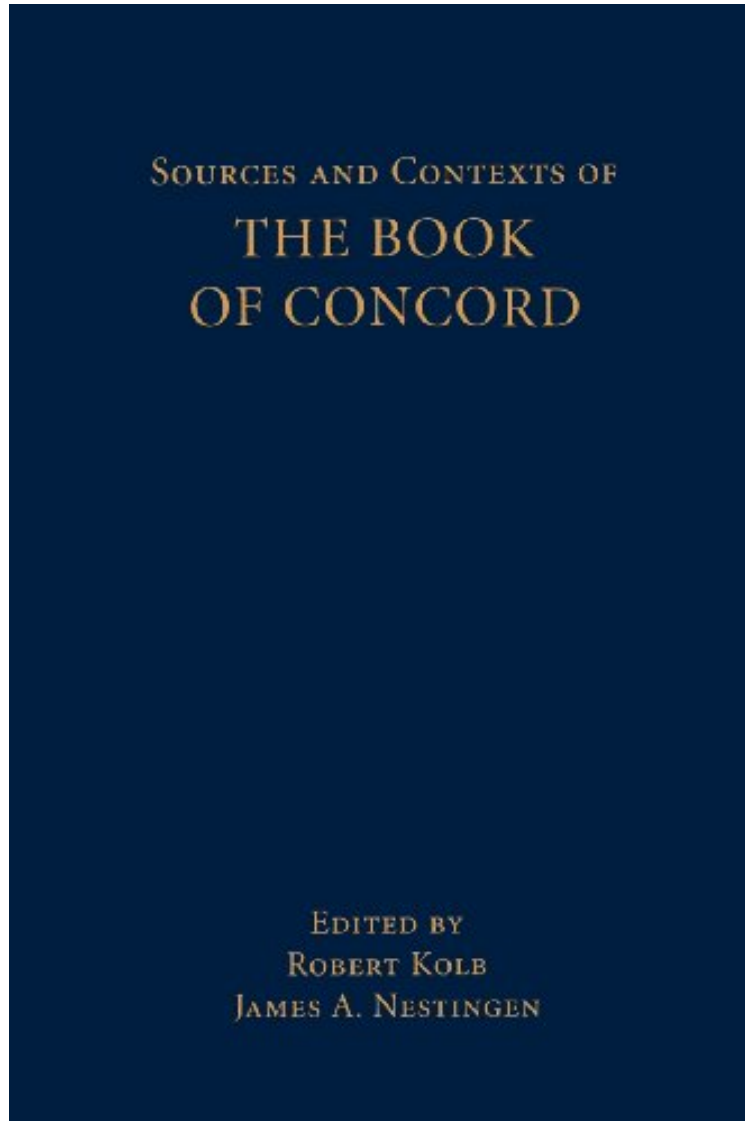 Sources and Contexts of
THE BOOK
OF CONCORD
Edited by
Robert Kolb
James A. Nestingen